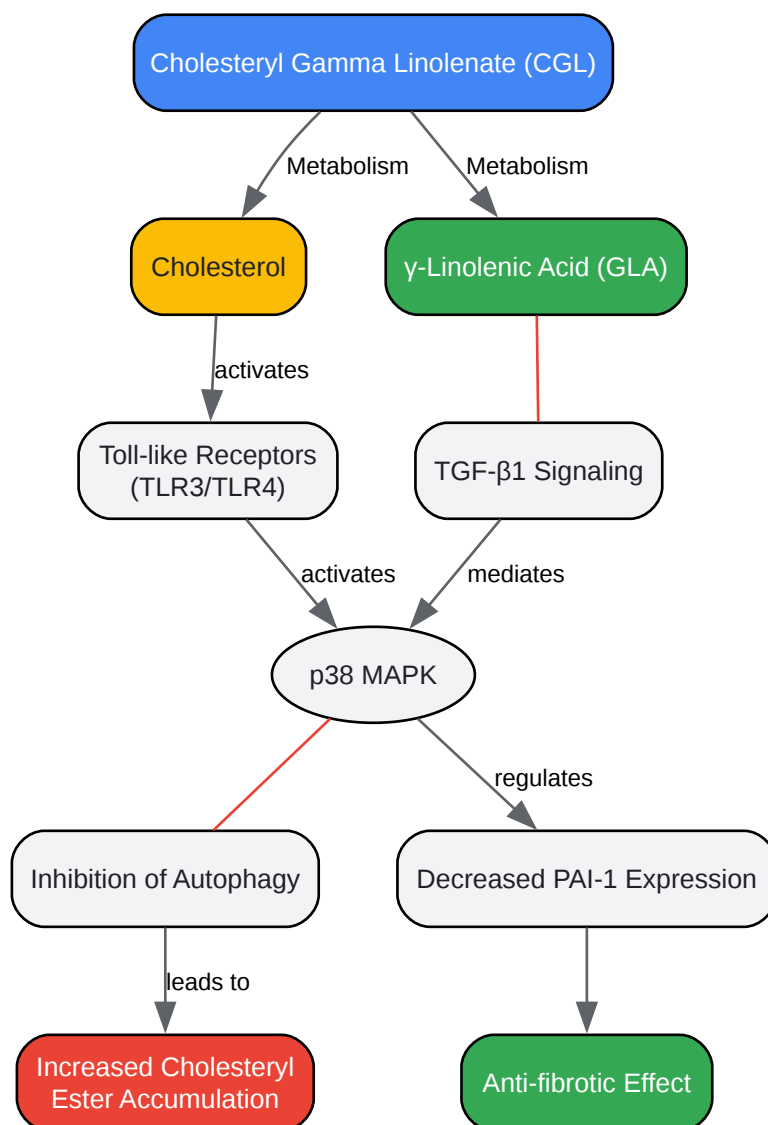 Cholesteryl Gamma Linolenate (CGL)
Metabolism
Metabolism
Cholesterol
γ-Linolenic Acid (GLA)
activates
Toll-like Receptors
(TLR3/TLR4)
TGF-β1 Signaling
activates
mediates
p38 MAPK
regulates
Inhibition of Autophagy
Decreased PAI-1 Expression
leads to
Increased Cholesteryl
Ester Accumulation
Anti-fibrotic Effect